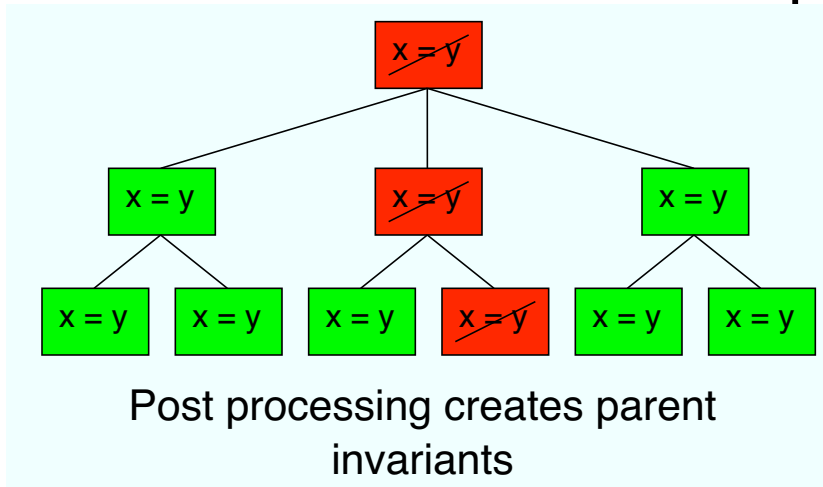 x = y
x = y
x = y
x = y
x = y
x = y
x = y
x = y
x = y
x = y
Post processing creates parent
invariants